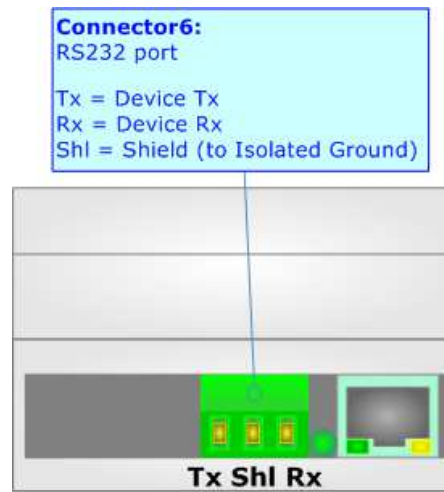 Connector6:
RS232 port
Tx = Device Tx
Rx = Device Rx
Shl = Shield (to Isolated Ground)
Tx Shl Rx